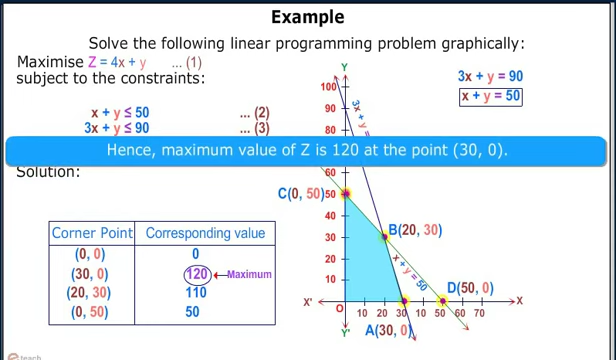 Example
Solve the following linear programming problem graphically:
Maximise Z = 4x + y ... (1)
subject to the constraints:
x + y ≤ 50 ... (2)
3x + y ≤ 90 ... (3)
Hence, maximum value of Z is 120 at the point (30, 0).
Solution:
Corner Point Corresponding value
(0, 0) 0
(30, 0) 120 Maximum
(20, 30) 110
(0, 50) 50
3x + y = 90
x + y = 50
Y
100
90
80
3x + y =
60
50
40
30
20
10
C(0, 50)
B(20, 30)
x + y = 50
D(50, 0)
X' O 10 20 30 40 50 60 70 X
A(30, 0)
Y'
e teach